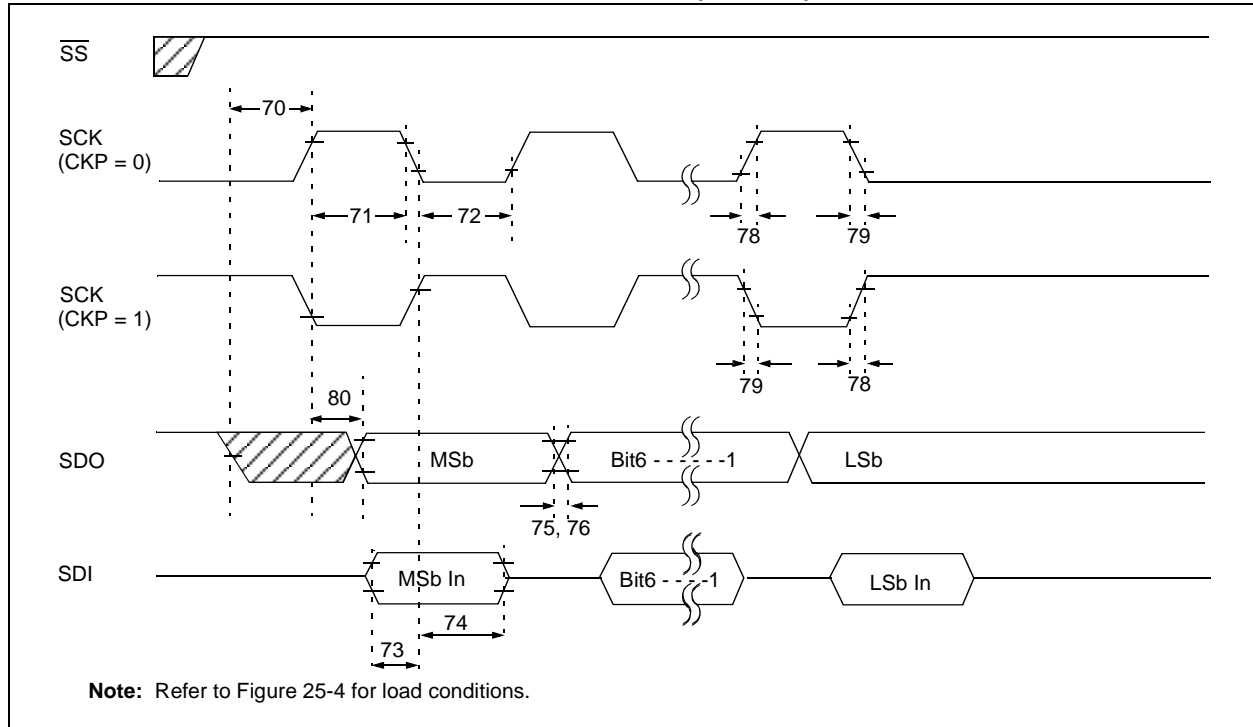 SS
70
SCK
(CKP = 0)
71
72
78
79
SCK
(CKP = 1)
79
78
80
SDO
MSb
Bit6 - - - - - -1
LSb
75, 76
SDI
MSb In
Bit6 - - - - -1
LSb In
74
73
Note: Refer to Figure 25-4 for load conditions.